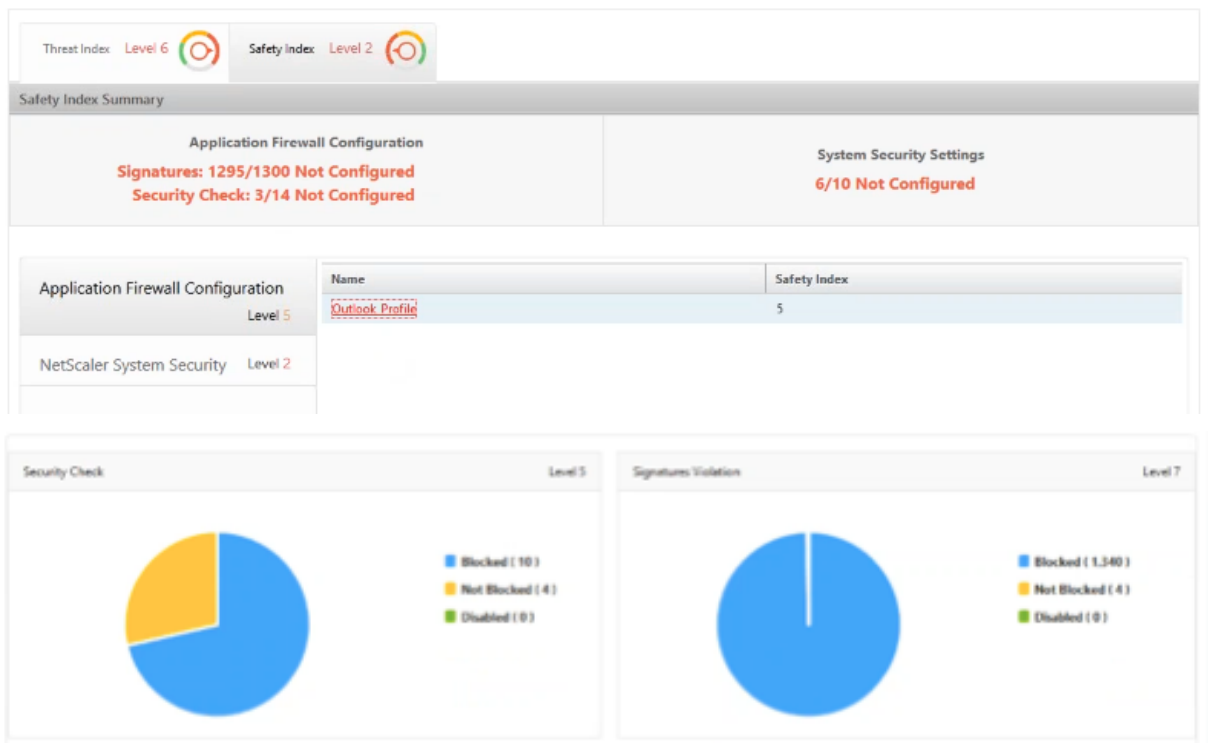 Threat Index Level 6 Safety Index Level 2
Safety Index Summary
Application Firewall Configuration
Signatures: 1295/1300 Not Configured
Security Check: 3/14 Not Configured
System Security Settings
6/10 Not Configured
Application Firewall Configuration
Level 5
NetScaler System Security Level 2
Name Safety Index
Outlook Profile 5
Security Check Level 5
Blocked ( 10 )
Not Blocked ( 4 )
Disabled ( 0 )
Signatures Violation Level 7
Blocked ( 1,340 )
Not Blocked ( 4 )
Disabled ( 0 )